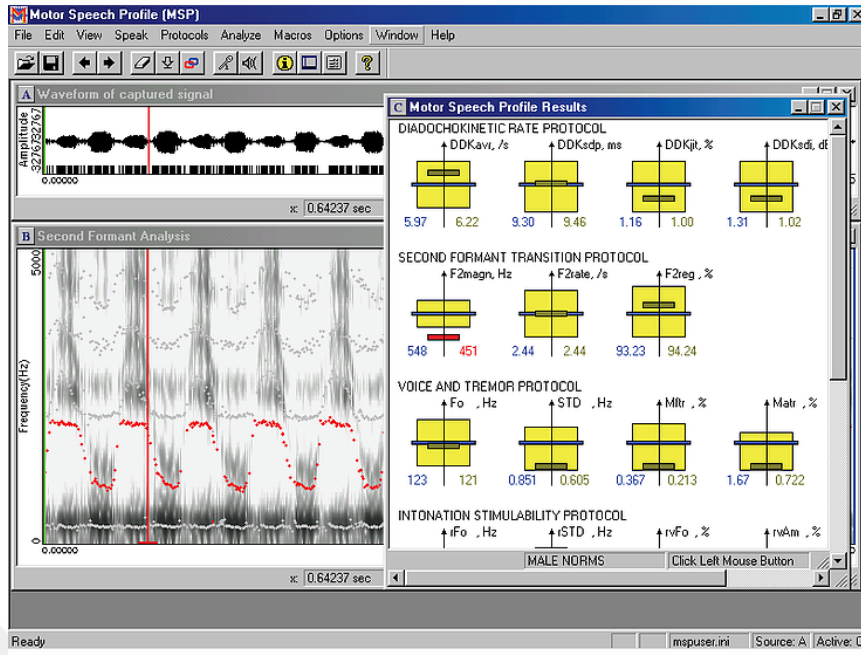 Motor Speech Profile (MSP)
File Edit View Speak Protocols Analyze Macros Options Window Help
A Waveform of captured signal
Amplitude
-32767 32767
0.00000
x: 0.64237 sec
B Second Formant Analysis
5000
Frequency(Hz)
0
0.00000
x: 0.64237 sec
C Motor Speech Profile Results
DIADOCHOKINETIC RATE PROTOCOL
DDKavr, /s DDKsdp, ms DDKjit, % DDKsdi, dB
5.97 6.22 9.30 9.46 1.16 1.00 1.31 1.02
SECOND FORMANT TRANSITION PROTOCOL
F2magn, Hz F2rate, /s F2reg , %
548 451 2.44 2.44 93.23 94.24
VOICE AND TREMOR PROTOCOL
Fo , Hz STD , Hz Mftr , % Matr , %
123 121 0.851 0.605 0.367 0.213 1.67 0.722
INTONATION STIMULABILITY PROTOCOL
rFo , Hz rSTD , Hz rvFo , % rvAm , %
MALE NORMS Click Left Mouse Button
Ready mspuser.ini Source: A Active: